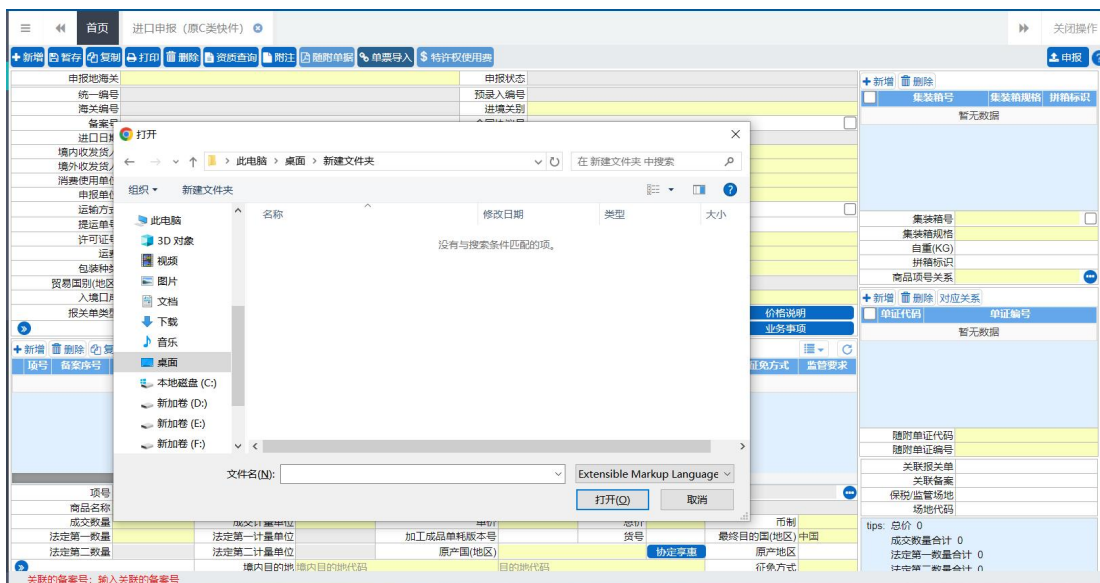 首页
进口申报（原C类快件）
关闭操作
新增 暂存 复制 打印 删除 资质查询 附注 随附单据 单票导入 特许权使用费
申报
申报地海关 申报状态
统一编号 预录入编号
海关编号 进境关别
备案号
进口日期
境内收发货人
境外收发货人
消费使用单位
申报单位
运输方式
提运单号
许可证号
运费
包装种类
贸易国别(地区
入境口岸
报关单类型
价格说明
业务事项
新增 删除 复
项号 备案序号
征免方式 监管要求
打开
此电脑 > 桌面 > 新建文件夹
在 新建文件夹 中搜索
组织 新建文件夹
此电脑
3D 对象
视频
图片
文档
下载
音乐
桌面
本地磁盘 (C:)
新加卷 (D:)
新加卷 (E:)
新加卷 (F:)
名称 修改日期 类型 大小
没有与搜索条件匹配的项。
文件名(N):
Extensible Markup Language
打开(O) 取消
项号
商品名称
成交数量 成交计量单位 单价 总价 币制
法定第一数量 法定第一计量单位 加工成品单耗版本号 货号 最终目的国(地区) 中国
法定第二数量 法定第二计量单位 原产国(地区) 协定享惠 原产地区
境内目的地 境内目的地代码 目的地代码 征免方式
关联的备案号：输入关联的备案号
新增 删除
集装箱号 集装箱规格 拼箱标识
暂无数据
集装箱号
集装箱规格
自重(KG)
拼箱标识
商品项号关系
新增 删除 对应关系
单证代码 单证编号
暂无数据
随附单证代码
随附单证编号
关联报关单
关联备案
保税/监管场地
场地代码
tips: 总价 0
成交数量合计 0
法定第一数量合计 0
法定第二数量合计 0